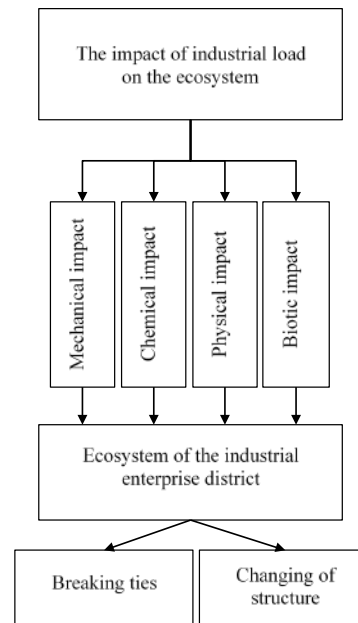 The impact of industrial load
on the ecosystem
Mechanical impact
Chemical impact
Physical impact
Biotic impact
Ecosystem of the industrial
enterprise district
Breaking ties
Changing of
structure